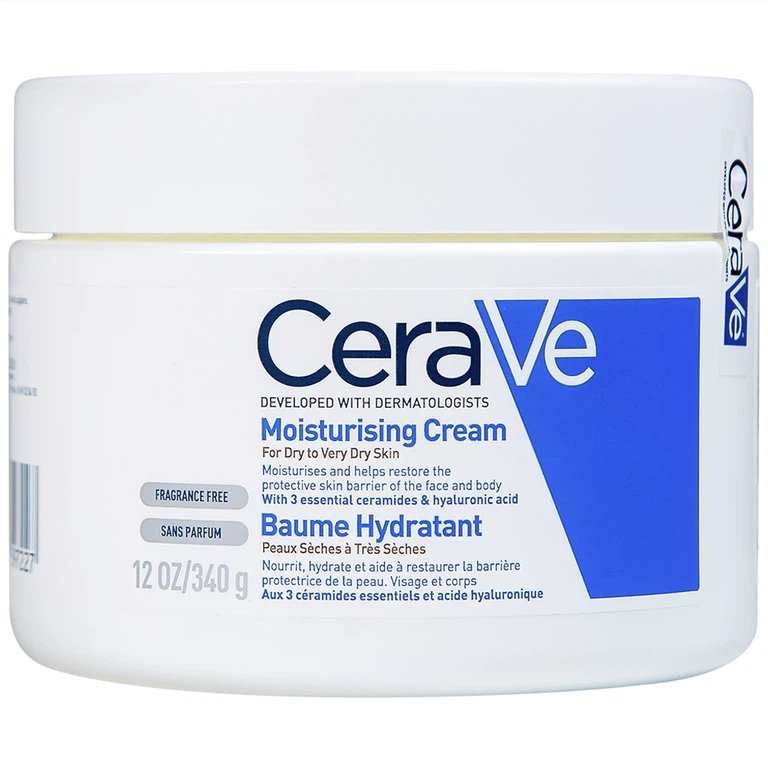 CeraVe
DEVELOPED WITH DERMATOLOGISTS
Moisturising Cream
For Dry to Very Dry Skin
Moisturises and helps restore the
protective skin barrier of the face and body
With 3 essential ceramides & hyaluronic acid
FRAGRANCE FREE
SANS PARFUM
Baume Hydratant
Peaux Sèches à Très Sèches
Nourrit, hydrate et aide à restaurer la barrière
protectrice de la peau. Visage et corps
Aux 3 céramides essentiels et acide hyaluronique
12 OZ/340 g
CeraVe